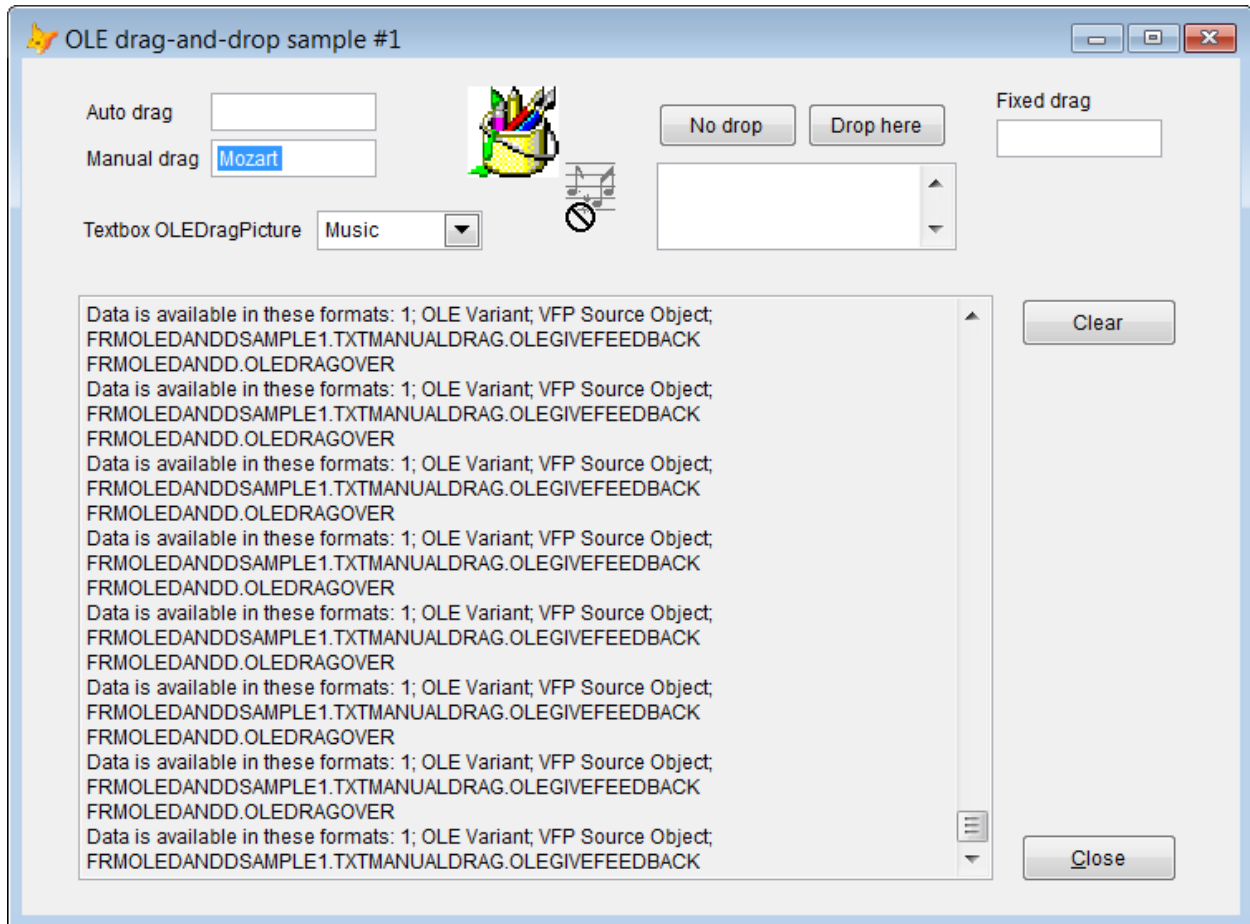 OLE drag-and-drop sample #1
Auto drag
Manual drag Mozart
No drop Drop here
Fixed drag
Textbox OLEDragPicture Music
Data is available in these formats: 1; OLE Variant; VFP Source Object;
FRMOLEDANDDSAMPLE1.TXTMANUALDRAG.OLEGIVEFEEDBACK
FRMOLEDANDD.OLEDRAGOVER
Data is available in these formats: 1; OLE Variant; VFP Source Object;
FRMOLEDANDDSAMPLE1.TXTMANUALDRAG.OLEGIVEFEEDBACK
FRMOLEDANDD.OLEDRAGOVER
Data is available in these formats: 1; OLE Variant; VFP Source Object;
FRMOLEDANDDSAMPLE1.TXTMANUALDRAG.OLEGIVEFEEDBACK
FRMOLEDANDD.OLEDRAGOVER
Data is available in these formats: 1; OLE Variant; VFP Source Object;
FRMOLEDANDDSAMPLE1.TXTMANUALDRAG.OLEGIVEFEEDBACK
FRMOLEDANDD.OLEDRAGOVER
Data is available in these formats: 1; OLE Variant; VFP Source Object;
FRMOLEDANDDSAMPLE1.TXTMANUALDRAG.OLEGIVEFEEDBACK
FRMOLEDANDD.OLEDRAGOVER
Data is available in these formats: 1; OLE Variant; VFP Source Object;
FRMOLEDANDDSAMPLE1.TXTMANUALDRAG.OLEGIVEFEEDBACK
FRMOLEDANDD.OLEDRAGOVER
Data is available in these formats: 1; OLE Variant; VFP Source Object;
FRMOLEDANDDSAMPLE1.TXTMANUALDRAG.OLEGIVEFEEDBACK
FRMOLEDANDD.OLEDRAGOVER
Data is available in these formats: 1; OLE Variant; VFP Source Object;
FRMOLEDANDDSAMPLE1.TXTMANUALDRAG.OLEGIVEFEEDBACK
Clear
Close